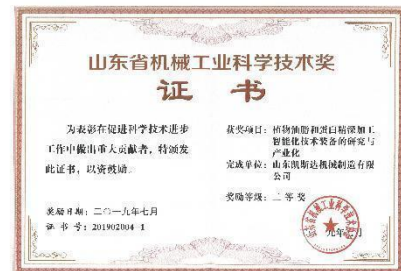 山东省机械工业科学技术奖
证 书
为表彰在促进科学技术进步
工作中做出重大贡献者，特颁发
此证书，以资鼓励。
奖励日期：二〇一九年七月
证 书 号：201902004-1
获奖项目：植物油脂和蛋白精深加工
智能化技术装备的研究与
产业化
完成单位：山东凯斯达机械制造有限
公司
奖励等级：二等奖